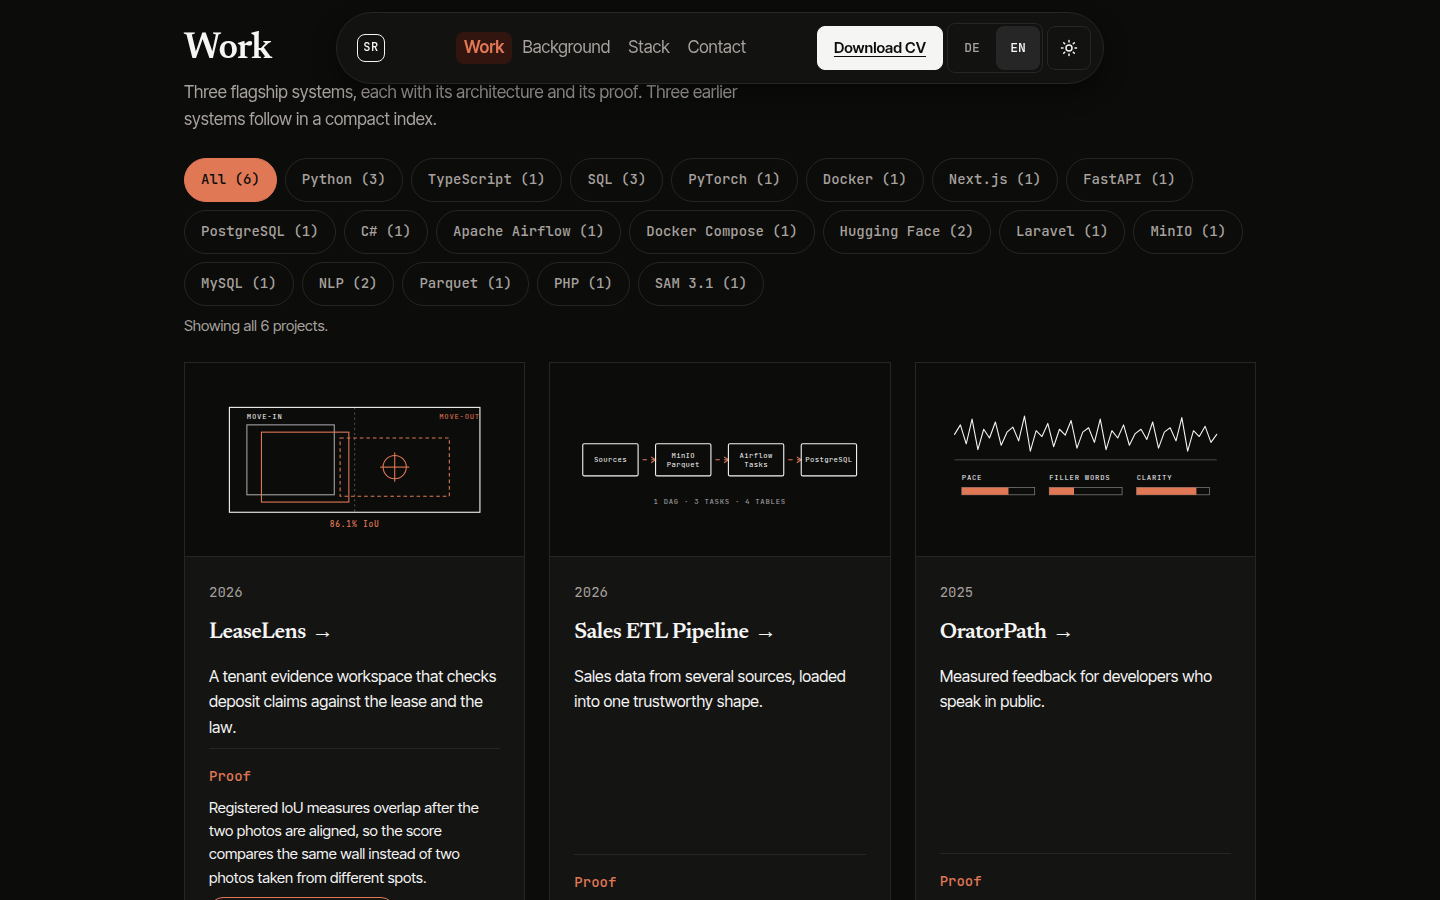 Work
SR
Work
Background
Stack
Contact
Download CV
DE
EN
Three flagship systems, each with its architecture and its proof. Three earlier
systems follow in a compact index.
All (6)
Python (3)
TypeScript (1)
SQL (3)
PyTorch (1)
Docker (1)
Next.js (1)
FastAPI (1)
PostgreSQL (1)
C# (1)
Apache Airflow (1)
Docker Compose (1)
Hugging Face (2)
Laravel (1)
MinIO (1)
MySQL (1)
NLP (2)
Parquet (1)
PHP (1)
SAM 3.1 (1)
Showing all 6 projects.
MOVE-IN
MOVE-OUT
86.1% IoU
2026
LeaseLens →
A tenant evidence workspace that checks
deposit claims against the lease and the
law.
Proof
Registered IoU measures overlap after the
two photos are aligned, so the score
compares the same wall instead of two
photos taken from different spots.
Sources
MinIO
Parquet
Airflow
Tasks
PostgreSQL
1 DAG · 3 TASKS · 4 TABLES
2026
Sales ETL Pipeline →
Sales data from several sources, loaded
into one trustworthy shape.
Proof
PACE
FILLER WORDS
CLARITY
2025
OratorPath →
Measured feedback for developers who
speak in public.
Proof